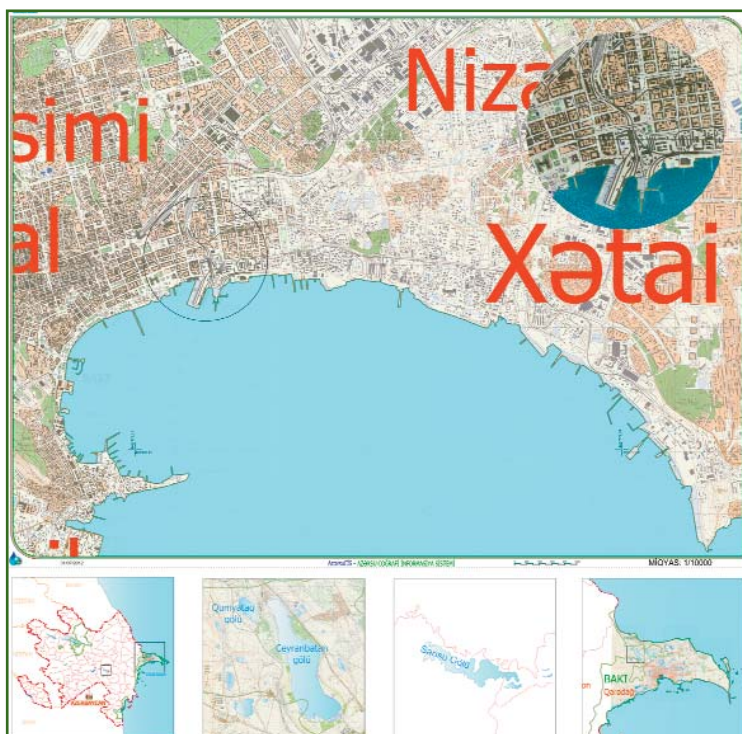 Niza
simi
al
Xətai
AzərsuCİS - AZƏRSU COĞRAFİ İNFORMASİYA SİSTEMİ
MİQYAS: 1/10000
Qumyataq
gölü
Ceyranbatan
gölü
Sarısu Gölü
BAKI
Qaradağ